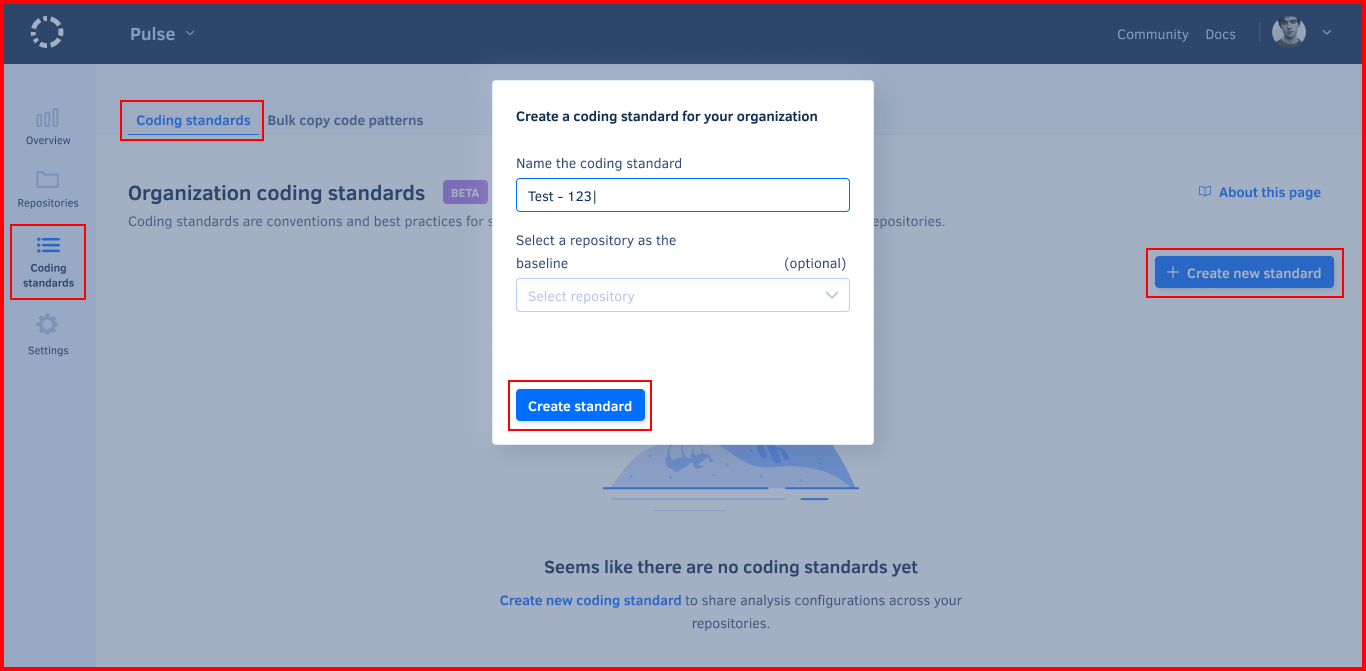 Pulse
Community
Docs
Overview
Repositories
Coding
standards
Settings
Coding standards
Bulk copy code patterns
Organization coding standards
BETA
About this page
Coding standards are conventions and best practices for
epositories.
Create new standard
Create a coding standard for your organization
Name the coding standard
Test - 123
Select a repository as the
baseline (optional)
Select repository
Create standard
Seems like there are no coding standards yet
Create new coding standard to share analysis configurations across your
repositories.